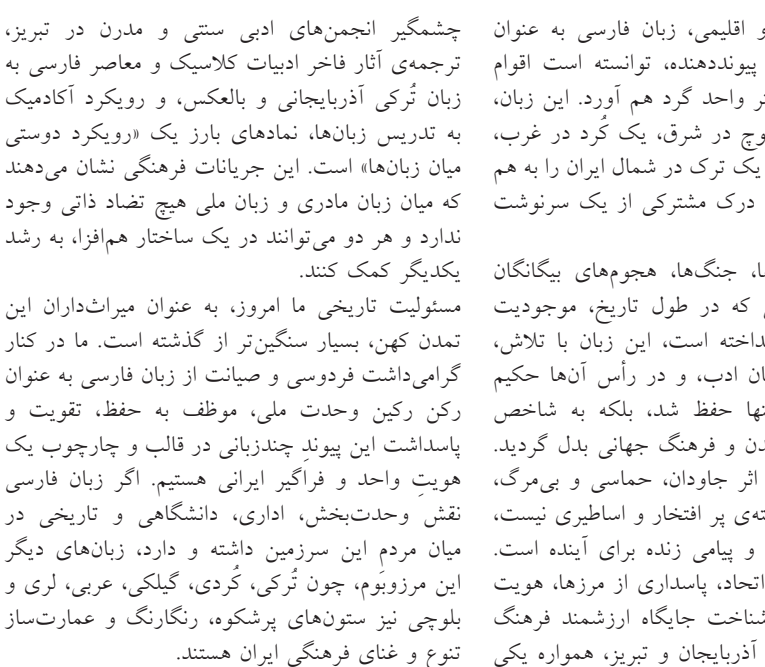 و اقلیمی، زبان فارسی به عنوان
پیونددهنده، توانسته است اقوام
تر واحد گرد هم آورد. این زبان،
وچ در شرق، یک کُرد در غرب،
یک ترک در شمال ایران را به هم
درک مشترکی از یک سرنوشت
ا، جنگ‌ها، هجوم‌های بیگانگان
که در طول تاریخ، موجودیت
داخته است، این زبان با تلاش،
ان ادب، و در رأس آن‌ها حکیم
تنها حفظ شد، بلکه به شاخص
دن و فرهنگ جهانی بدل گردید.
اثر جاودان، حماسی و بی‌مرگ،
ته‌ی پر افتخار و اساطیری نیست،
و پیامی زنده برای آینده است.
اتحاد، پاسداری از مرزها، هویت
شناخت جایگاه ارزشمند فرهنگ
آذربایجان و تبریز، همواره یکی
چشمگیر انجمن‌های ادبی سنتی و مدرن در تبریز،
ترجمه‌ی آثار فاخر ادبیات کلاسیک و معاصر فارسی به
زبان تُرکی آذربایجانی و بالعکس، و رویکرد آکادمیک
به تدریس زبان‌ها، نمادهای بارز یک «رویکرد دوستی
میان زبان‌ها» است. این جریانات فرهنگی نشان می‌دهند
که میان زبان مادری و زبان ملی هیچ تضاد ذاتی وجود
ندارد و هر دو می‌توانند در یک ساختار هم‌افزا، به رشد
یکدیگر کمک کنند.
مسئولیت تاریخی ما امروز، به عنوان میراث‌داران این
تمدن کهن، بسیار سنگین‌تر از گذشته است. ما در کنار
گرامی‌داشت فردوسی و صیانت از زبان فارسی به عنوان
رکن رکین وحدت ملی، موظف به حفظ، تقویت و
پاسداشت این پیوندِ چندزبانی در قالب و چارچوب یک
هویتِ واحد و فراگیر ایرانی هستیم. اگر زبان فارسی
نقش وحدت‌بخش، اداری، دانشگاهی و تاریخی در
میان مردمِ این سرزمین داشته و دارد، زبان‌های دیگر
این مرزوبَوم، چون تُرکی، کُردی، گیلکی، عربی، لری و
بلوچی نیز ستون‌های پرشکوه، رنگارنگ و عمارت‌ساز
تنوع و غنای فرهنگی ایران هستند.